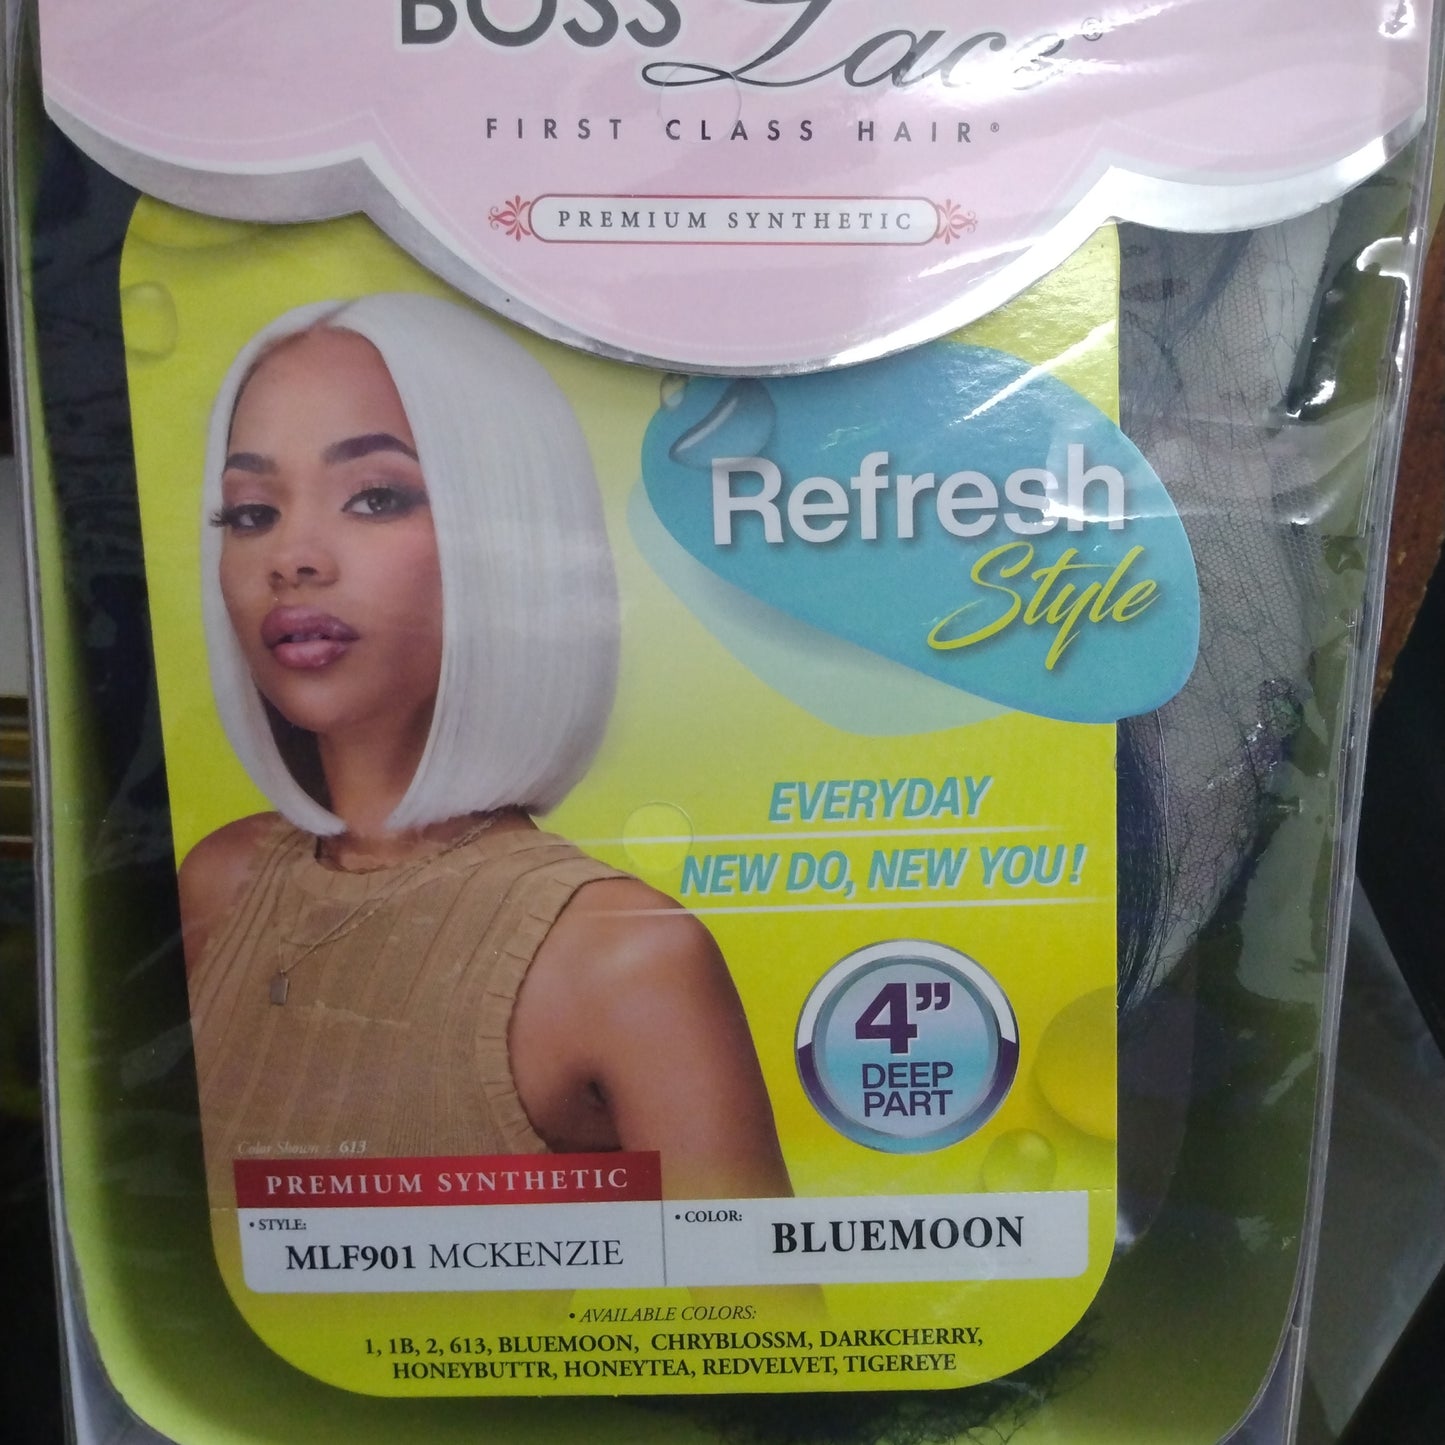 BOSS Lace®
FIRST CLASS HAIR®
PREMIUM SYNTHETIC
Refresh
Style
EVERYDAY
NEW DO, NEW YOU!
4”
DEEP
PART
Color Shown : 613
PREMIUM SYNTHETIC
• STYLE:
MLF901 MCKENZIE
• COLOR:
BLUEMOON
• AVAILABLE COLORS:
1, 1B, 2, 613, BLUEMOON, CHRYBLOSSM, DARKCHERRY,
HONEYBUTTR, HONEYTEA, REDVELVET, TIGEREYE